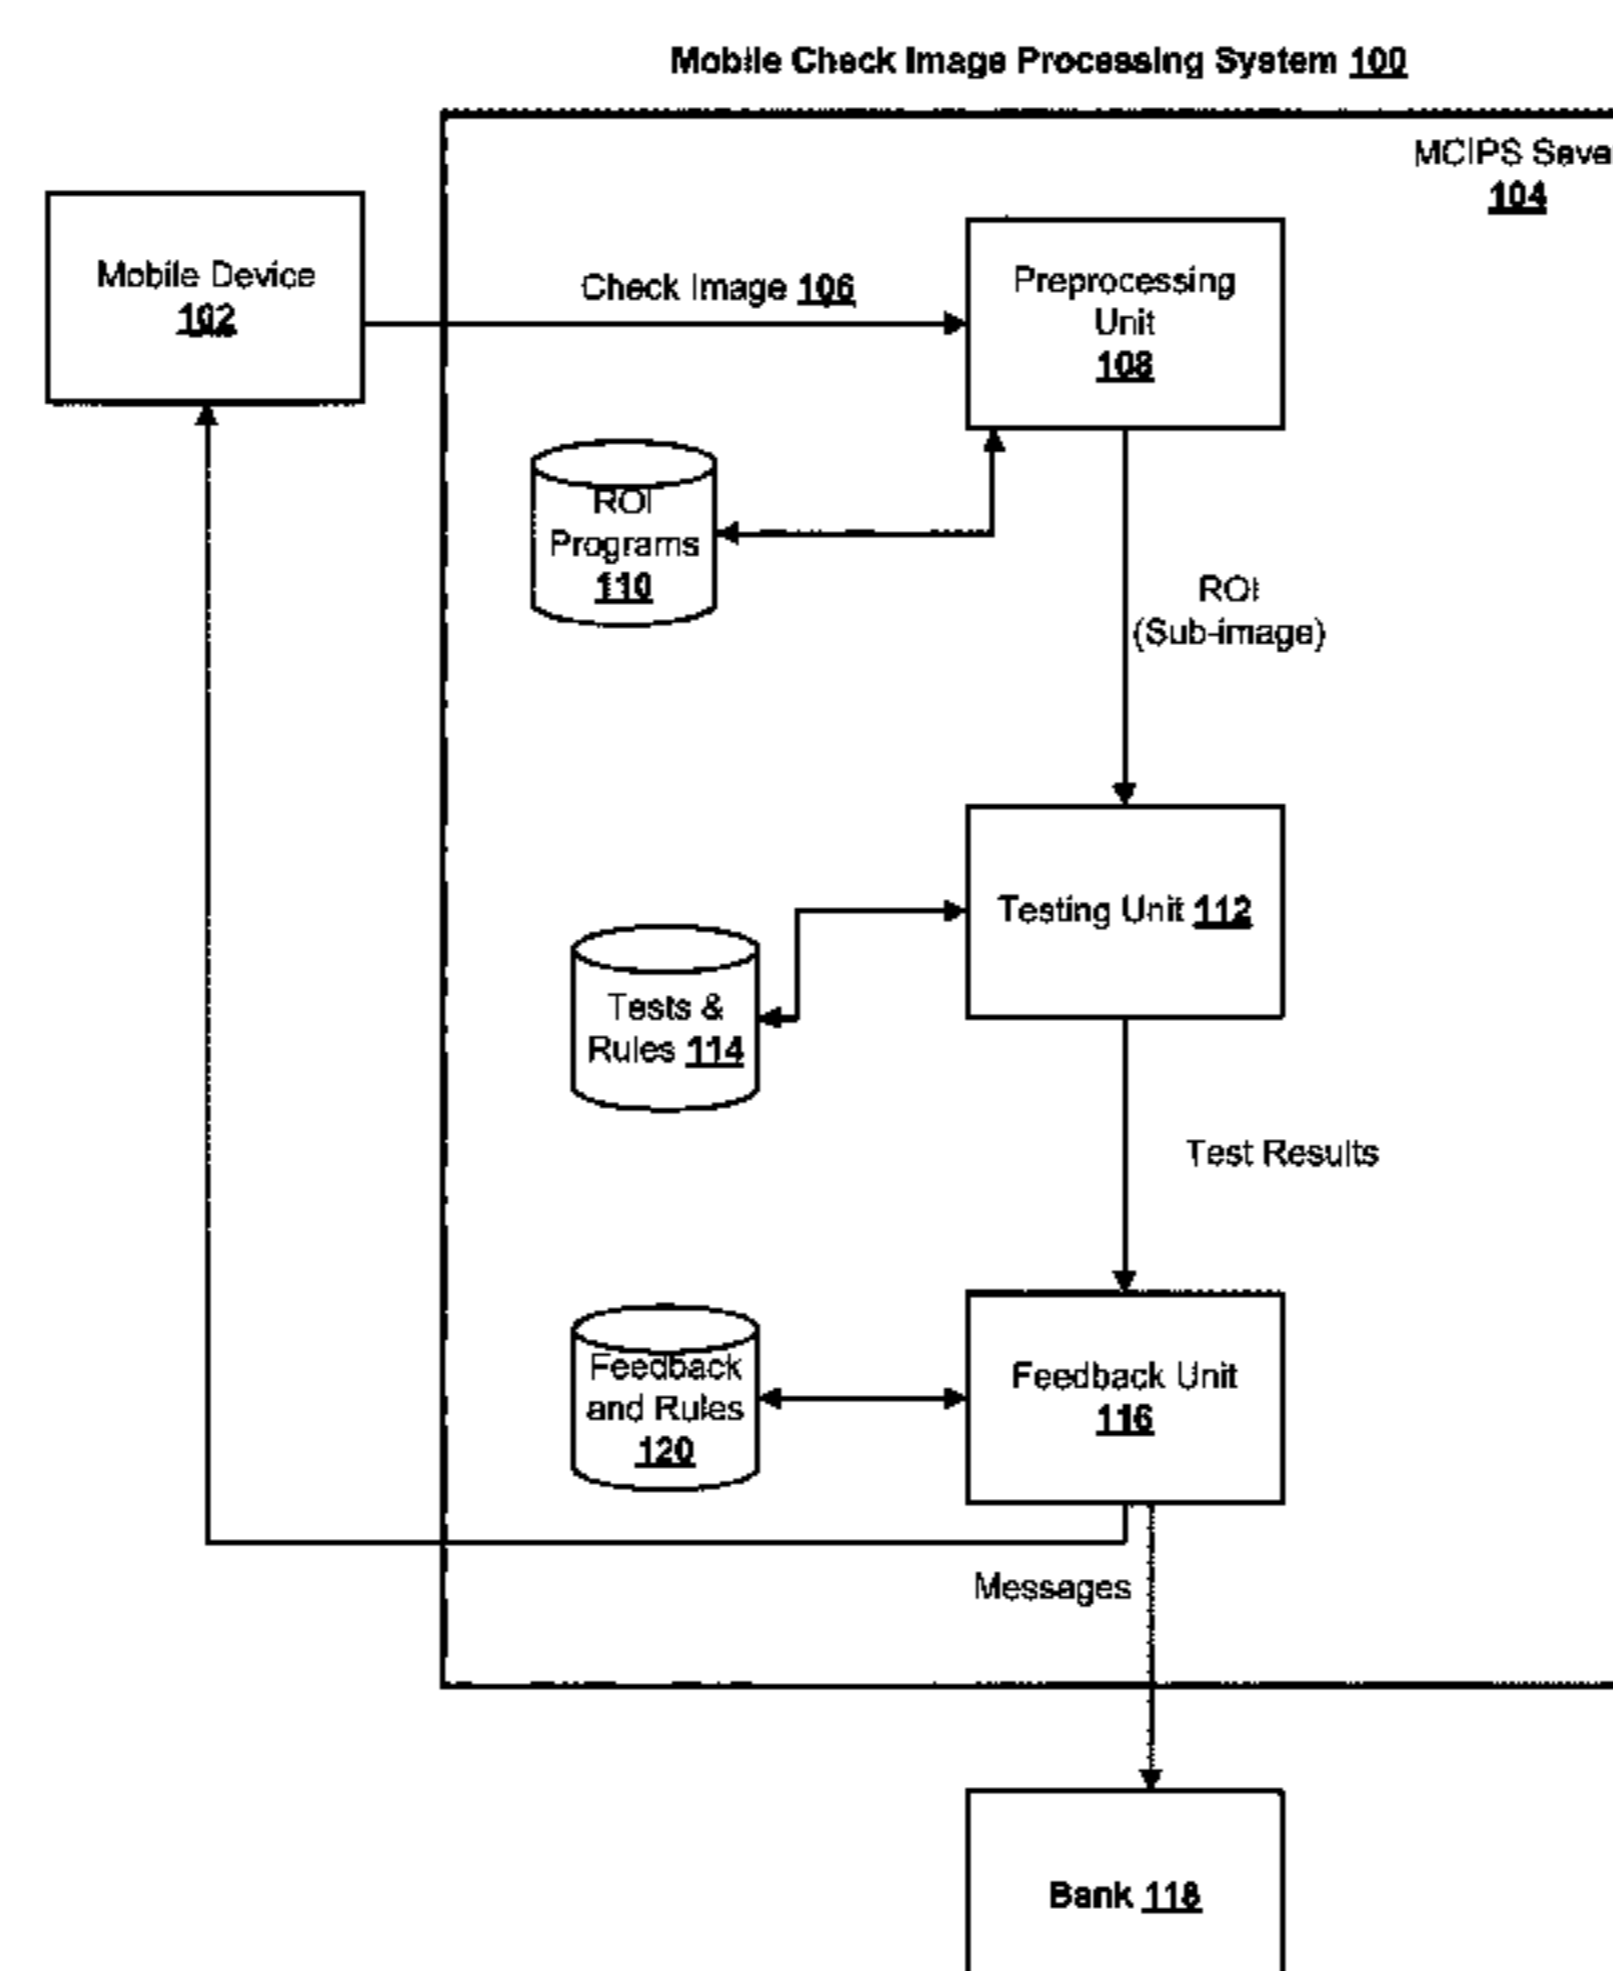 Mobile Check Image Processing System 100
MCIPS Saver
104
Mobile Device
102
Check Image 106
Preprocessing
Unit
108
ROI
Programs
110
ROI
(Sub-image)
Testing Unit 112
Tests &
Rules 114
Test Results
Feedback
and Rules
120
Feedback Unit
116
Messages
Bank 118